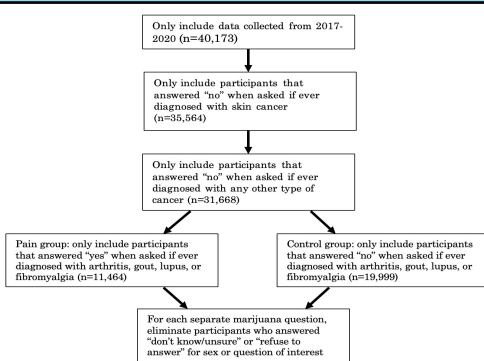 Only include data collected from 2017-
2020 (n=40,173)
Only include participants that
answered "no" when asked if ever
diagnosed with skin cancer
(n=35,564)
Only include participants that
answered "no" when asked if ever
diagnosed with any other type of
cancer (n=31,668)
Pain group: only include participants
that answered "yes" when asked if ever
diagnosed with arthritis, gout, lupus, or
fibromyalgia (n=11,464)
Control group: only include participants
that answered "no" when asked if ever
diagnosed with arthritis, gout, lupus, or
fibromyalgia (n=19,999)
For each separate marijuana question,
eliminate participants who answered
"don't know/unsure" or "refuse to
answer" for sex or question of interest